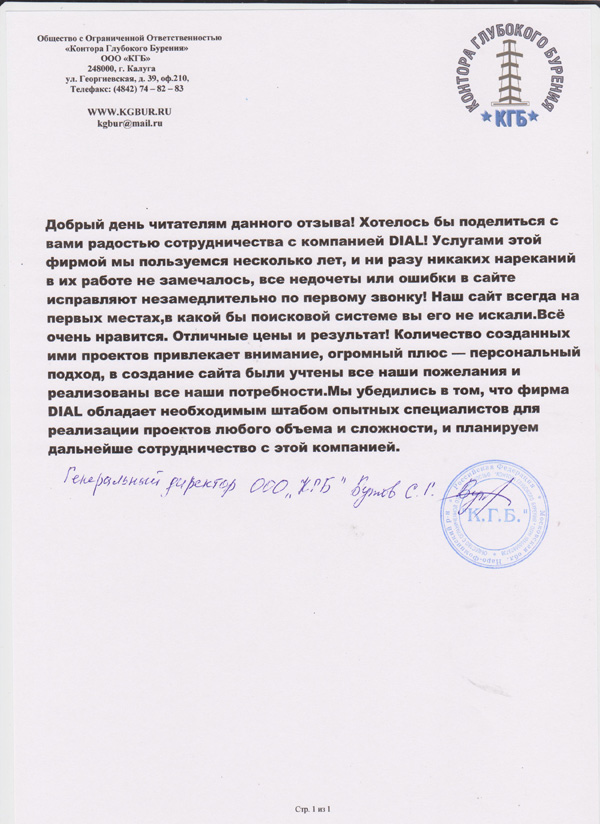 Общество с Ограниченной Ответственностью
«Контора Глубокого Бурения»
ООО «КГБ»
248000, г. Калуга
ул. Георгиевская, д. 39, оф.210,
Телефакс: (4842) 74 – 82 – 83
WWW.KGBUR.RU
kgbur@mail.ru
КОНТОРА ГЛУБОКОГО БУРЕНИЯ
КГБ
Добрый день читателям данного отзыва! Хотелось бы поделиться с
вами радостью сотрудничества с компанией DIAL! Услугами этой
фирмой мы пользуемся несколько лет, и ни разу никаких нареканий
в их работе не замечалось, все недочеты или ошибки в сайте
исправляют незамедлительно по первому звонку! Наш сайт всегда на
первых местах,в какой бы поисковой системе вы его не искали.Всё
очень нравится. Отличные цены и результат! Количество созданных
ими проектов привлекает внимание, огромный плюс — персональный
подход, в создание сайта были учтены все наши пожелания и
реализованы все наши потребности.Мы убедились в том, что фирма
DIAL обладает необходимым штабом опытных специалистов для
реализации проектов любого объема и сложности, и планируем
дальнейше сотрудничество с этой компанией.
Генеральный директор ООО „КГБ" С.Г.
Российская Федерация * Московская обл.
"К.Г.Б."
Стр. 1 из 1